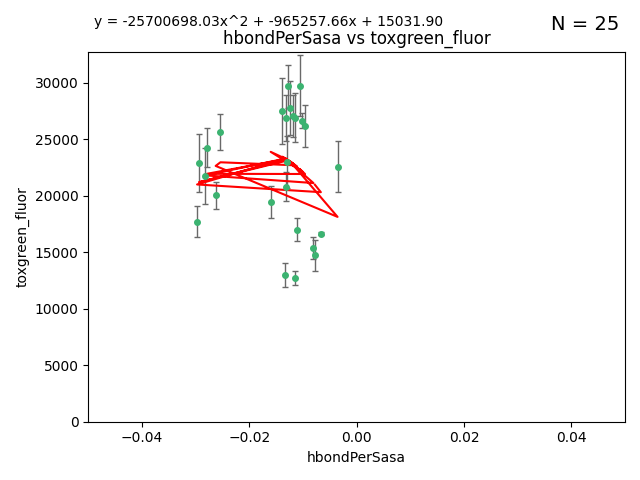 y = -25700698.03x^2 + -965257.66x + 15031.90
N = 25
hbondPerSasa vs toxgreen_fluor
30000
25000
20000
15000
10000
5000
0
toxgreen_fluor
−0.04
−0.02
0.00
0.02
0.04
hbondPerSasa